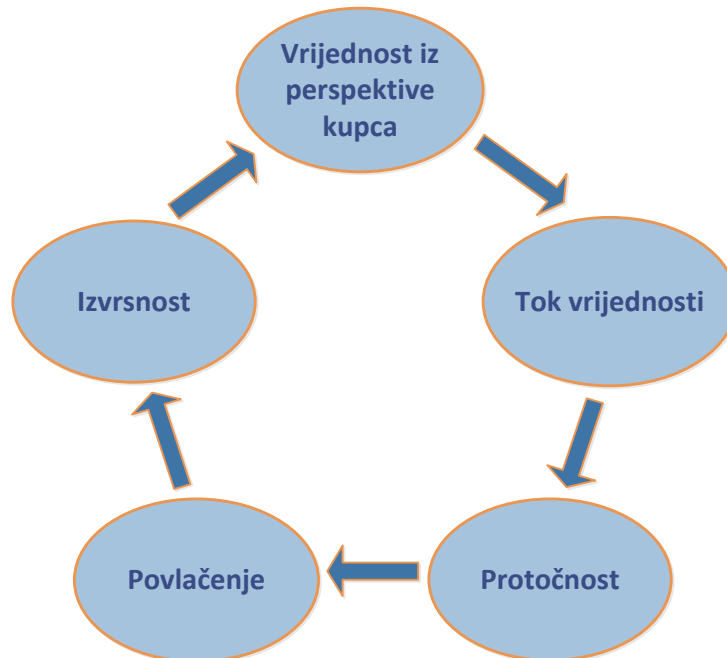 Vrijednost iz
perspektive
kupca
Izvrsnost
Tok vrijednosti
Povlačenje
Protočnost